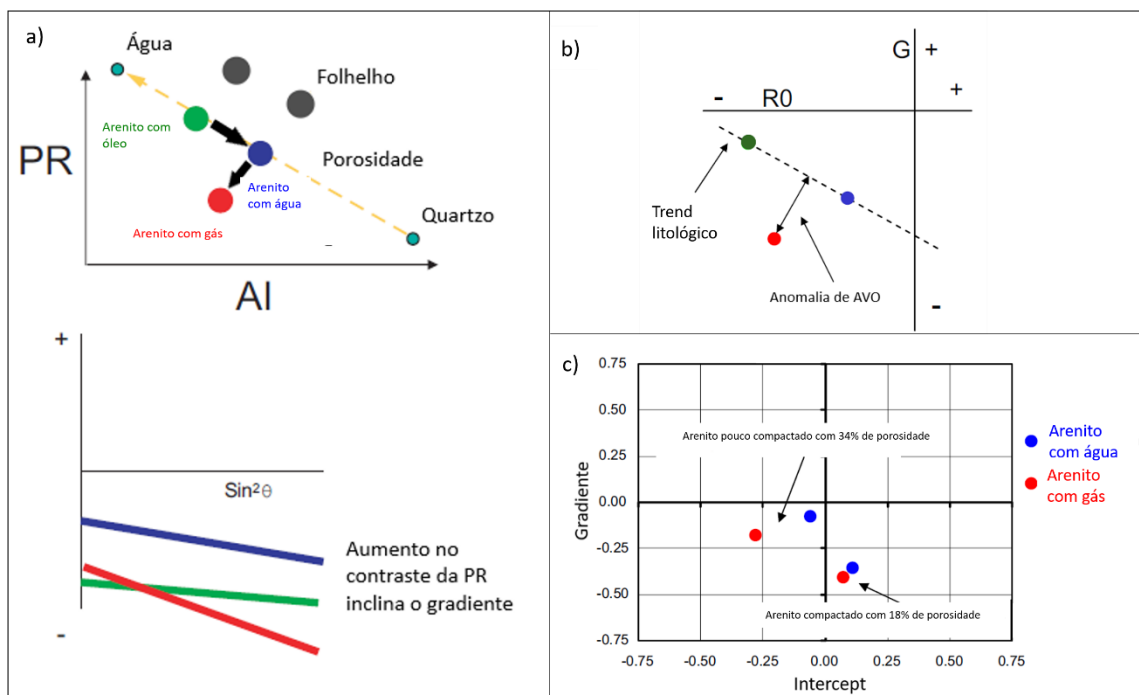 a)
Água
Folhelho
Arenito com
óleo
PR
Porosidade
Arenito
com água
Arenito com gás
Quartzo
AI
+
Sin²θ
Aumento no
contraste da PR
inclina o gradiente
-
b)
G
+
+
-
R0
Trend
litológico
Anomalia de AVO
-
c)
0.75
0.50
0.25
0.00
-0.25
-0.50
-0.75
Gradiente
Arenito pouco compactado com 34% de porosidade
Arenito compactado com 18% de porosidade
-0.75
-0.50
-0.25
0.00
0.25
0.50
0.75
Intercept
Arenito
com água
Arenito
com gás